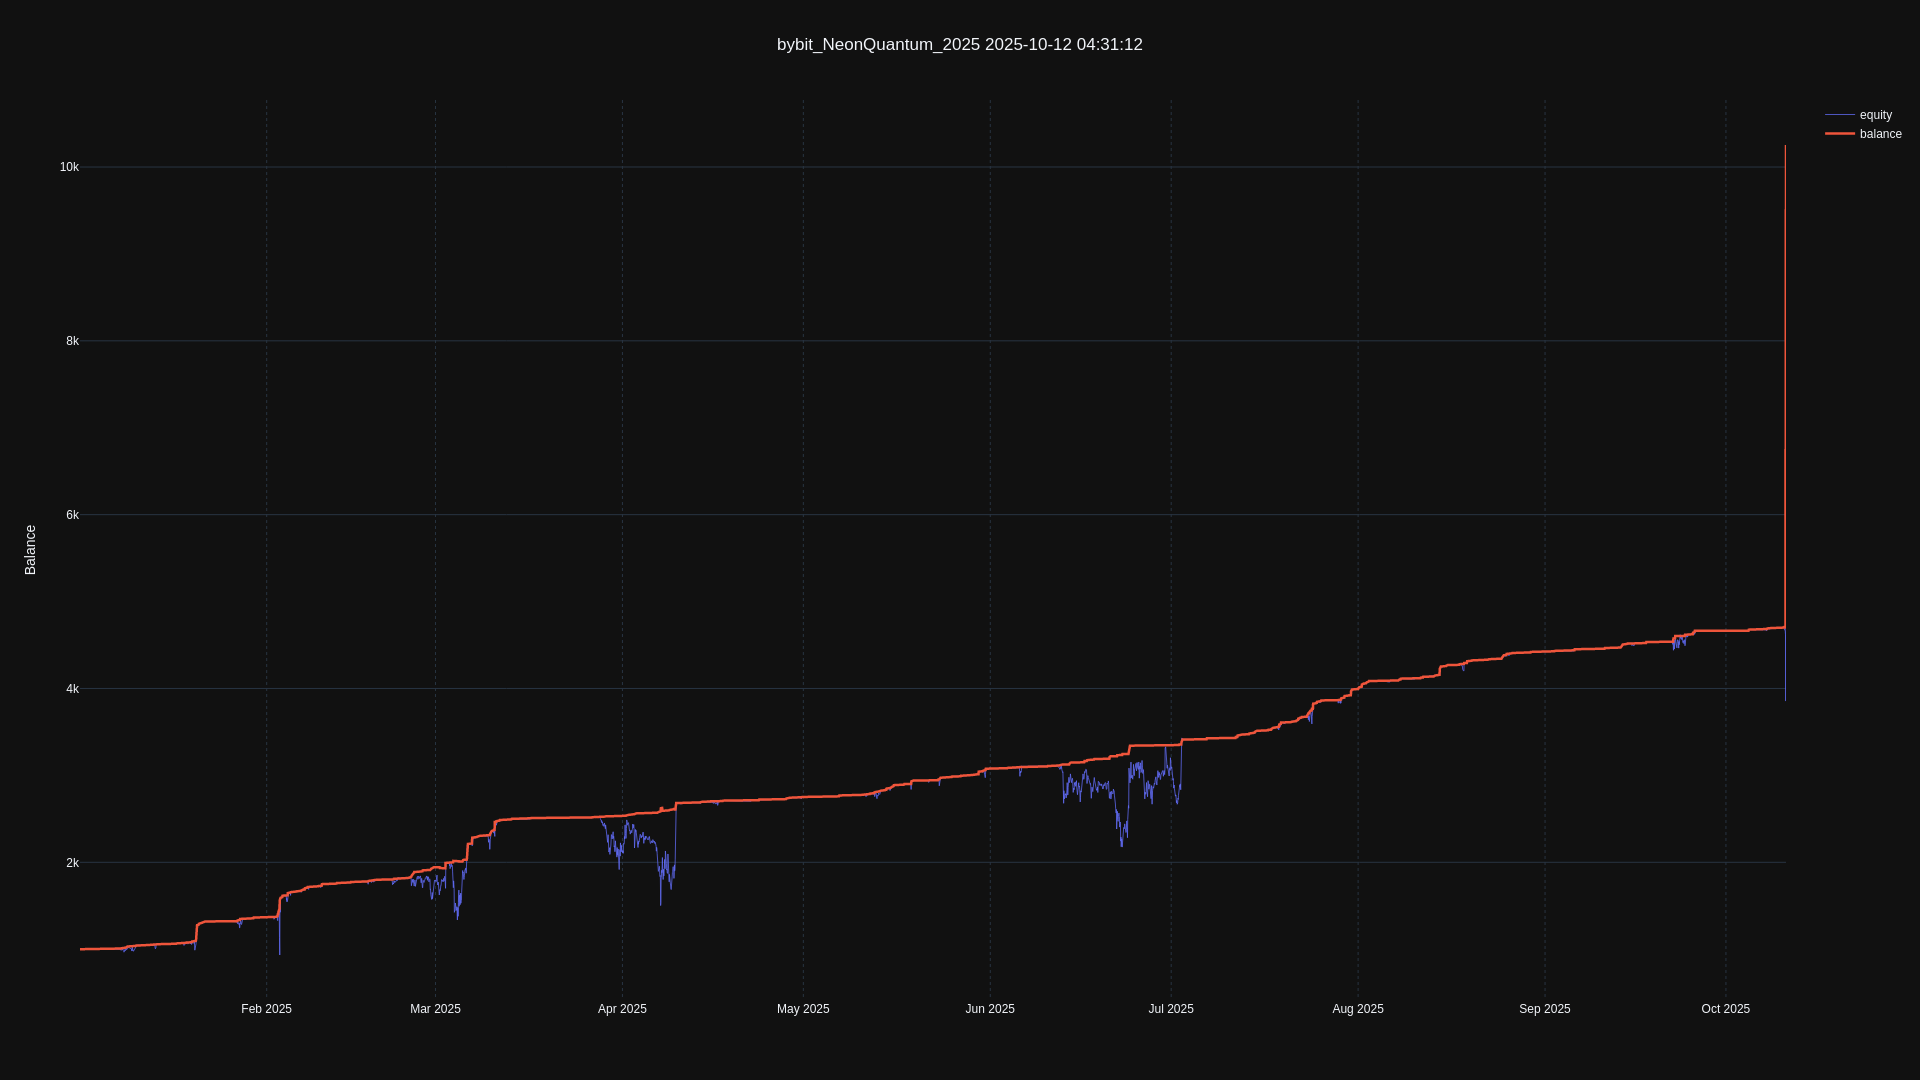 bybit_NeonQuantum_2025 2025-10-12 04:31:12
equity
balance
10k
8k
6k
4k
2k
Balance
Feb 2025
Mar 2025
Apr 2025
May 2025
Jun 2025
Jul 2025
Aug 2025
Sep 2025
Oct 2025